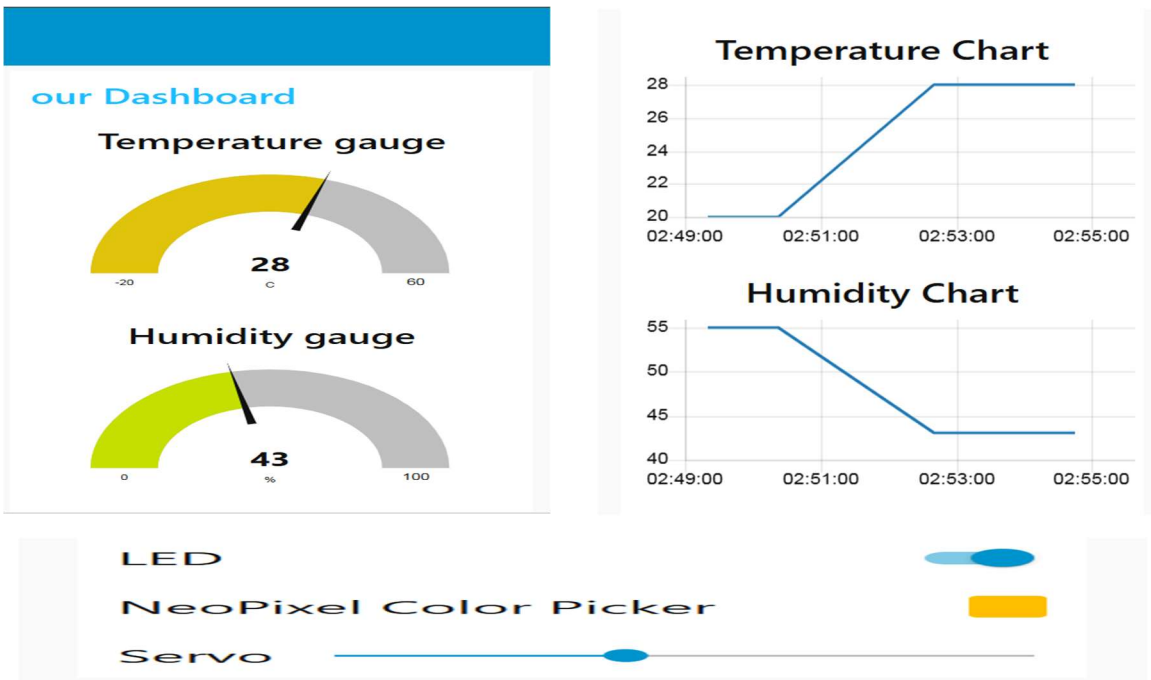 our Dashboard
Temperature gauge
28
C
-20 60
Humidity gauge
43
%
0 100
Temperature Chart
28
26
24
22
20
02:49:00 02:51:00 02:53:00 02:55:00
Humidity Chart
55
50
45
40
02:49:00 02:51:00 02:53:00 02:55:00
LED
NeoPixel Color Picker
Servo